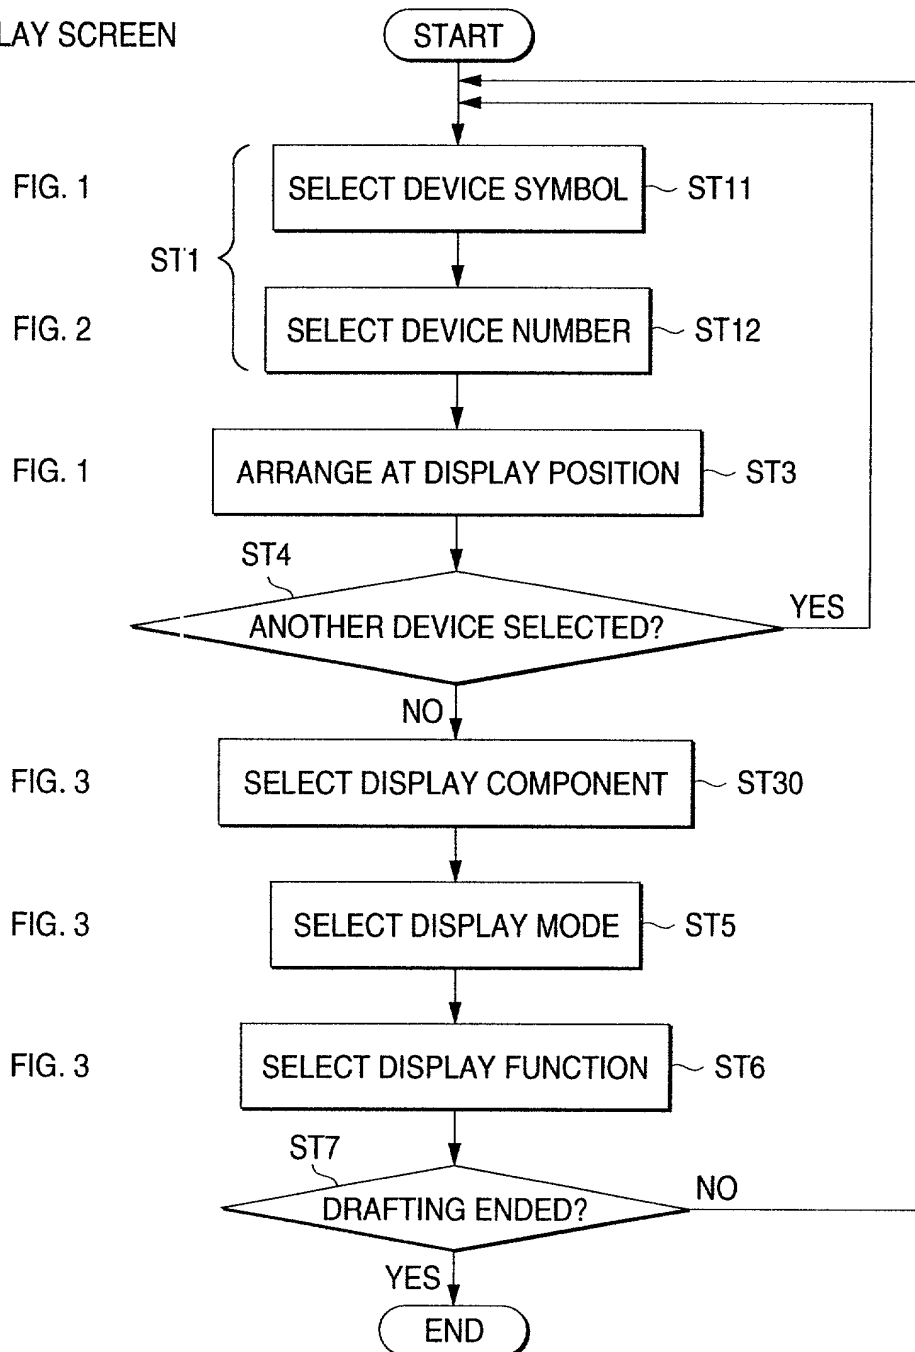 LAY SCREEN
START
FIG. 1
SELECT DEVICE SYMBOL
ST11
ST1
FIG. 2
SELECT DEVICE NUMBER
ST12
FIG. 1
ARRANGE AT DISPLAY POSITION
ST3
ST4
ANOTHER DEVICE SELECTED?
YES
NO
FIG. 3
SELECT DISPLAY COMPONENT
ST30
FIG. 3
SELECT DISPLAY MODE
ST5
FIG. 3
SELECT DISPLAY FUNCTION
ST6
ST7
DRAFTING ENDED?
NO
YES
END